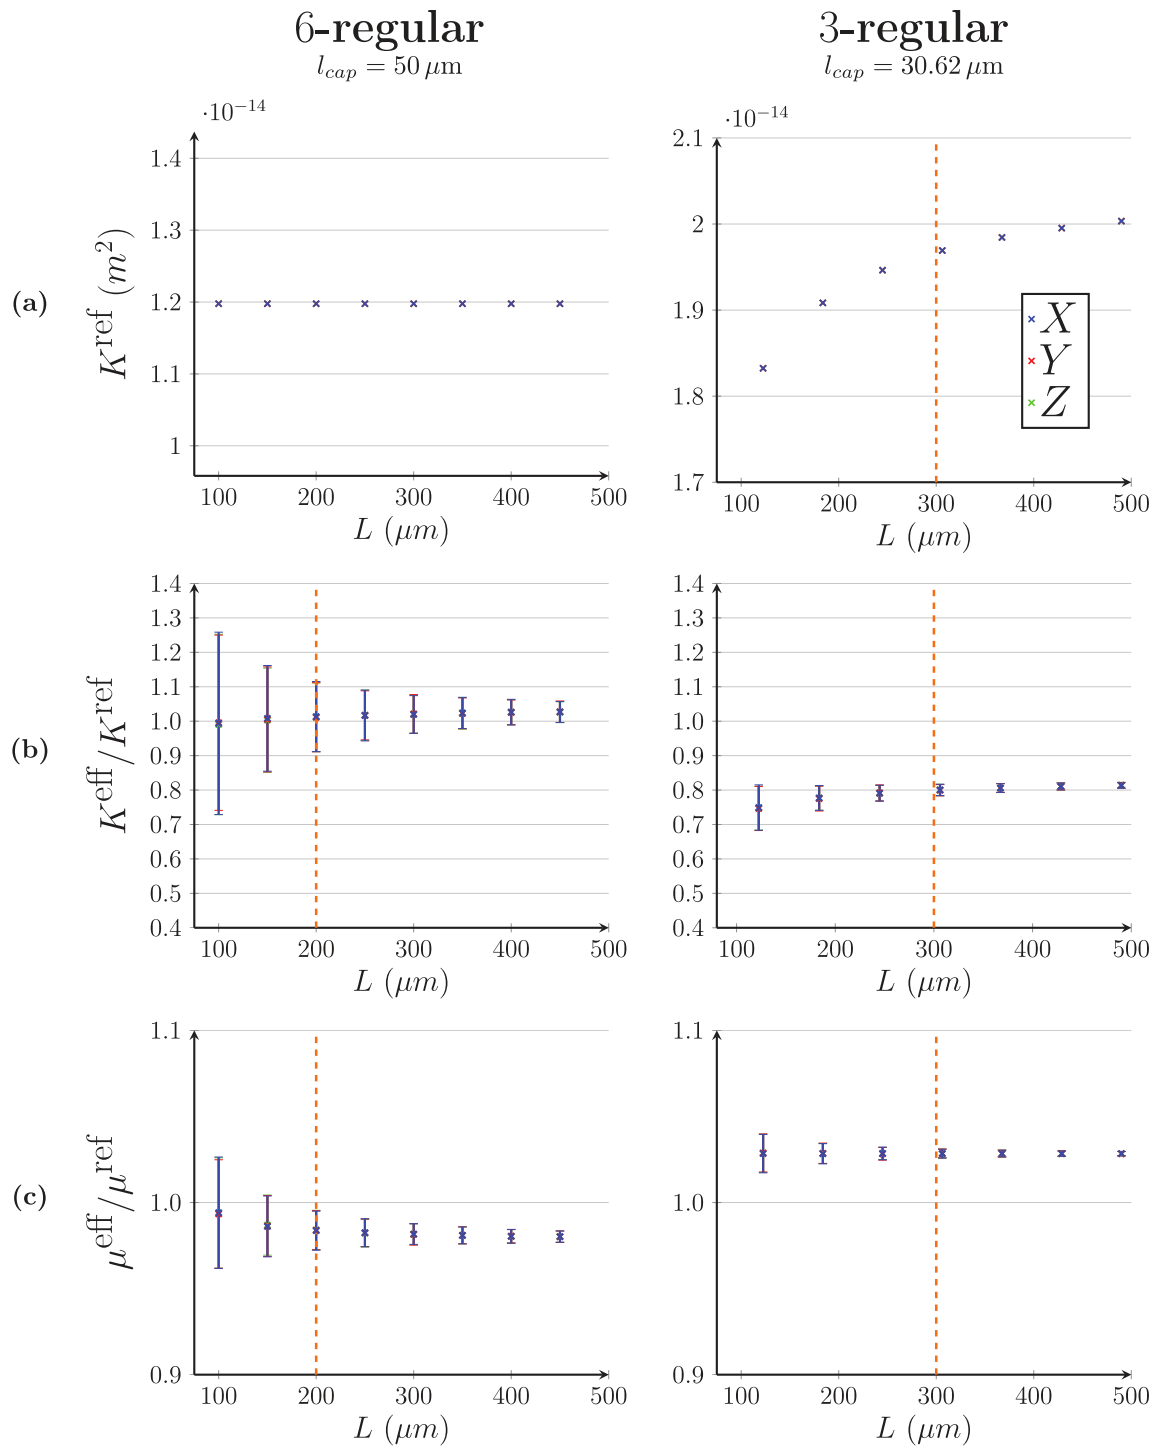 6-regular
l_cap = 50 μm
3-regular
l_cap = 30.62 μm
(a)
·10⁻¹⁴
K^ref (m²)
1.4
1.3
1.2
1.1
1
100 200 300 400 500
L (μm)
·10⁻¹⁴
2.1
2
1.9
1.8
1.7
X
Y
Z
100 200 300 400 500
L (μm)
(b)
K^eff/K^ref
1.4
1.3
1.2
1.1
1.0
0.9
0.8
0.7
0.6
0.5
0.4
100 200 300 400 500
L (μm)
1.4
1.3
1.2
1.1
1.0
0.9
0.8
0.7
0.6
0.5
0.4
100 200 300 400 500
L (μm)
(c)
μ^eff/μ^ref
1.1
1.0
0.9
100 200 300 400 500
L (μm)
1.1
1.0
0.9
100 200 300 400 500
L (μm)